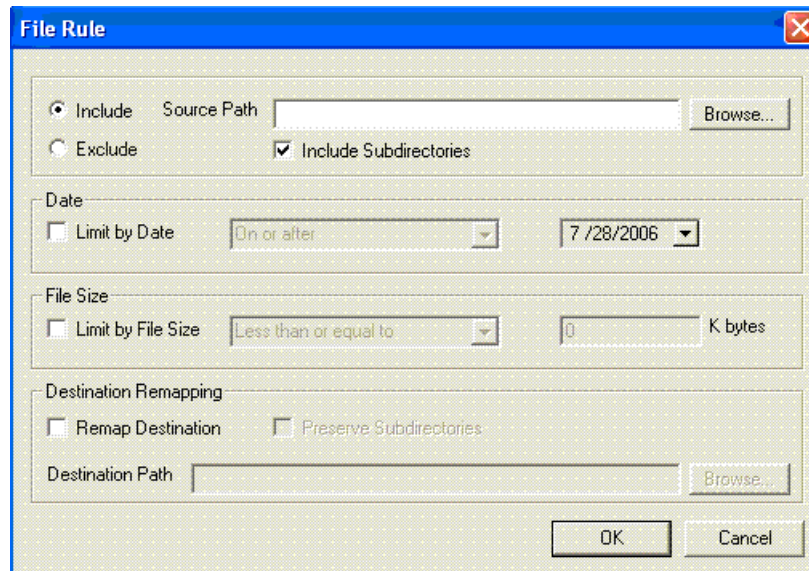 File Rule
Include Source Path Browse...
Exclude Include Subdirectories
Date
Limit by Date On or after 7 /28/2006
File Size
Limit by File Size Less than or equal to 0 K bytes
Destination Remapping
Remap Destination Preserve Subdirectories
Destination Path Browse...
OK Cancel